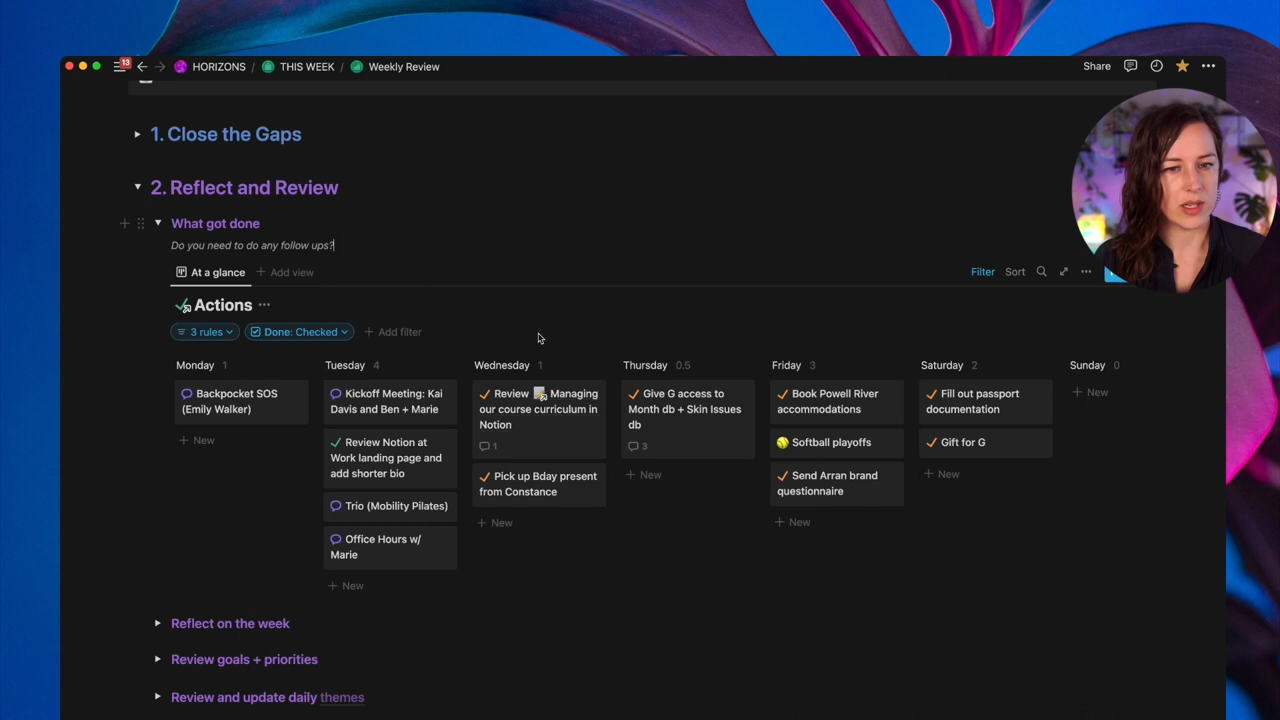 13
HORIZONS / THIS WEEK / Weekly Review
Share
1. Close the Gaps
2. Reflect and Review
What got done
Do you need to do any follow ups?
At a glance
Add view
Filter
Sort
Actions
3 rules
Done: Checked
Add filter
Monday 1
Tuesday 4
Wednesday 1
Thursday 0.5
Friday 3
Saturday 2
Sunday 0
Backpocket SOS
(Emily Walker)
New
Kickoff Meeting: Kai
Davis and Ben + Marie
Review Notion at
Work landing page and
add shorter bio
Trio (Mobility Pilates)
Office Hours w/
Marie
New
Review Managing
our course curriculum in
Notion
1
Pick up Bday present
from Constance
New
Give G access to
Month db + Skin Issues
db
3
New
Book Powell River
accommodations
Softball playoffs
Send Arran brand
questionnaire
New
Fill out passport
documentation
Gift for G
New
New
Reflect on the week
Review goals + priorities
Review and update daily themes